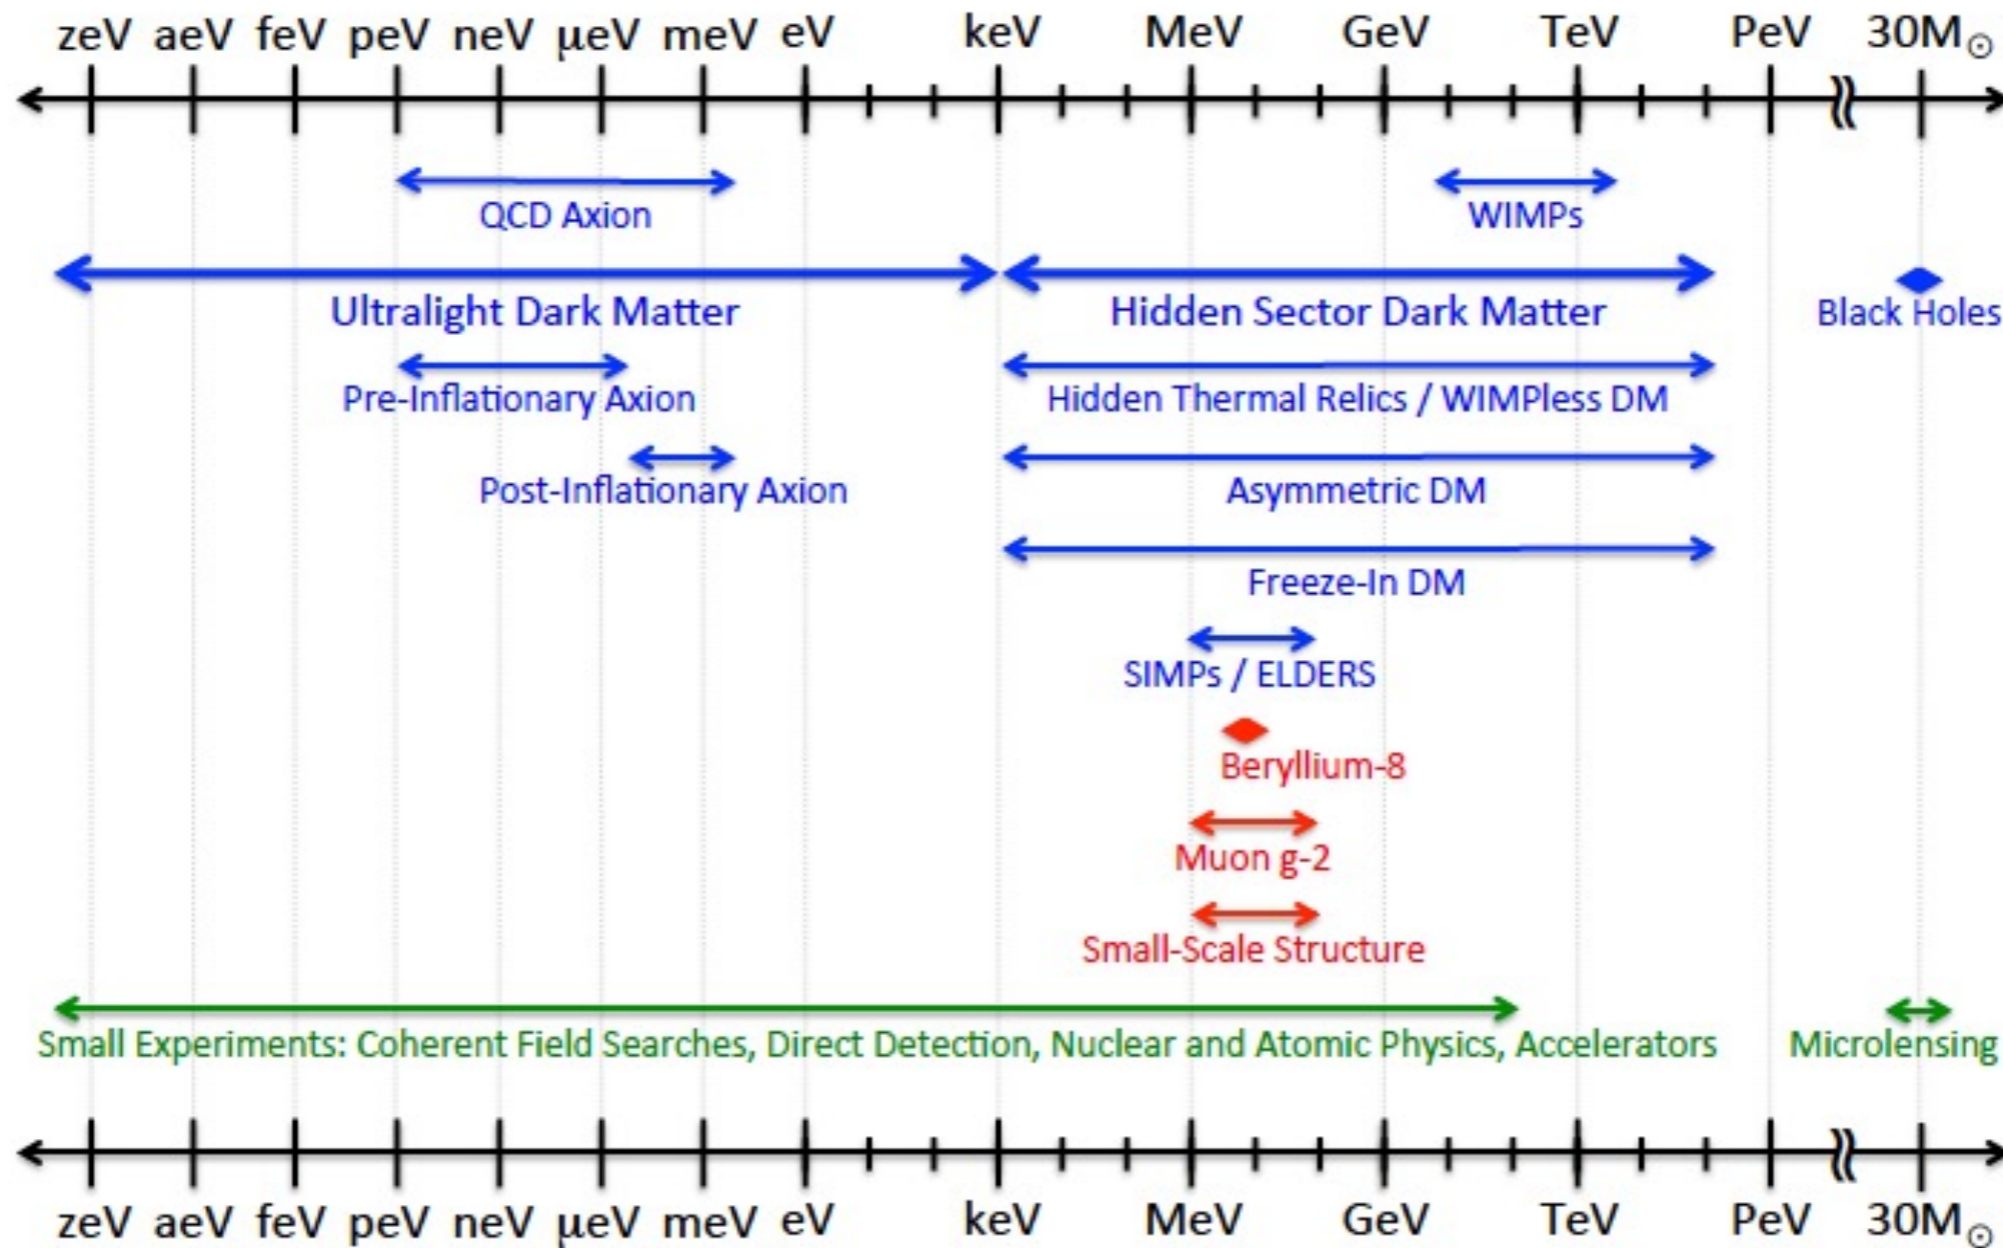 zeV aeV feV peV neV μeV meV eV keV MeV GeV TeV PeV 30M☉
QCD Axion WIMPs
Ultralight Dark Matter Hidden Sector Dark Matter Black Holes
Pre-Inflationary Axion Hidden Thermal Relics / WIMPless DM
Post-Inflationary Axion Asymmetric DM
Freeze-In DM
SIMPs / ELDERS
Beryllium-8
Muon g-2
Small-Scale Structure
Small Experiments: Coherent Field Searches, Direct Detection, Nuclear and Atomic Physics, Accelerators Microlensing
zeV aeV feV peV neV μeV meV eV keV MeV GeV TeV PeV 30M☉